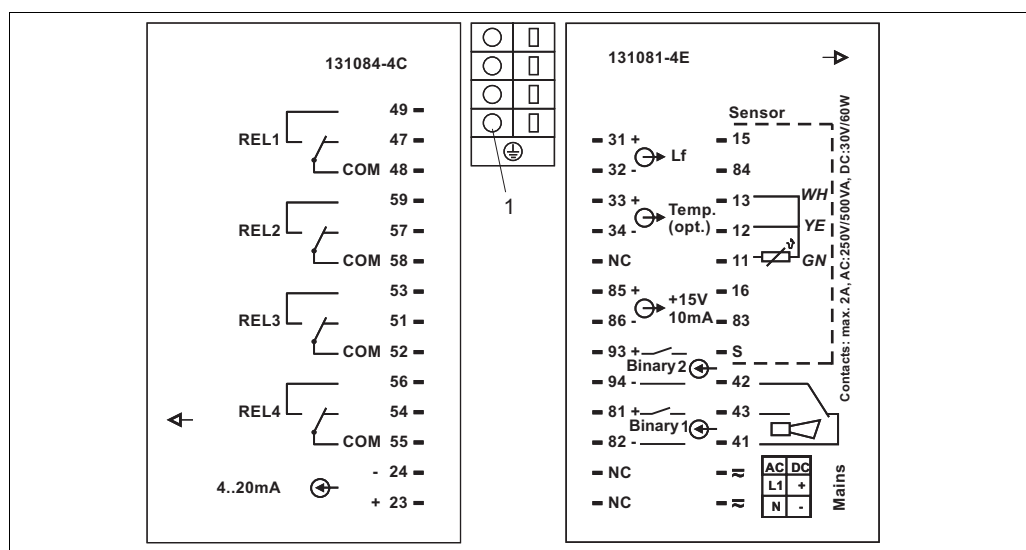 131084-4C
49
REL1
47
COM 48
59
REL2
57
COM 58
53
REL3
51
COM 52
56
REL4
54
COM 55
- 24
4..20mA
+ 23
1
131081-4E
Sensor
31 +
Lf
15
32 -
84
33 +
Temp.
(opt.)
13
WH
34 -
12
YE
NC
11
GN
85 +
+15V
10mA
16
86 -
83
93 +
Binary 2
S
94 -
42
81 +
Binary 1
43
82 -
41
NC
AC DC
L1 +
NC
N -
Mains
Contacts: max. 2A, AC:250V/500VA, DC:30V/60W